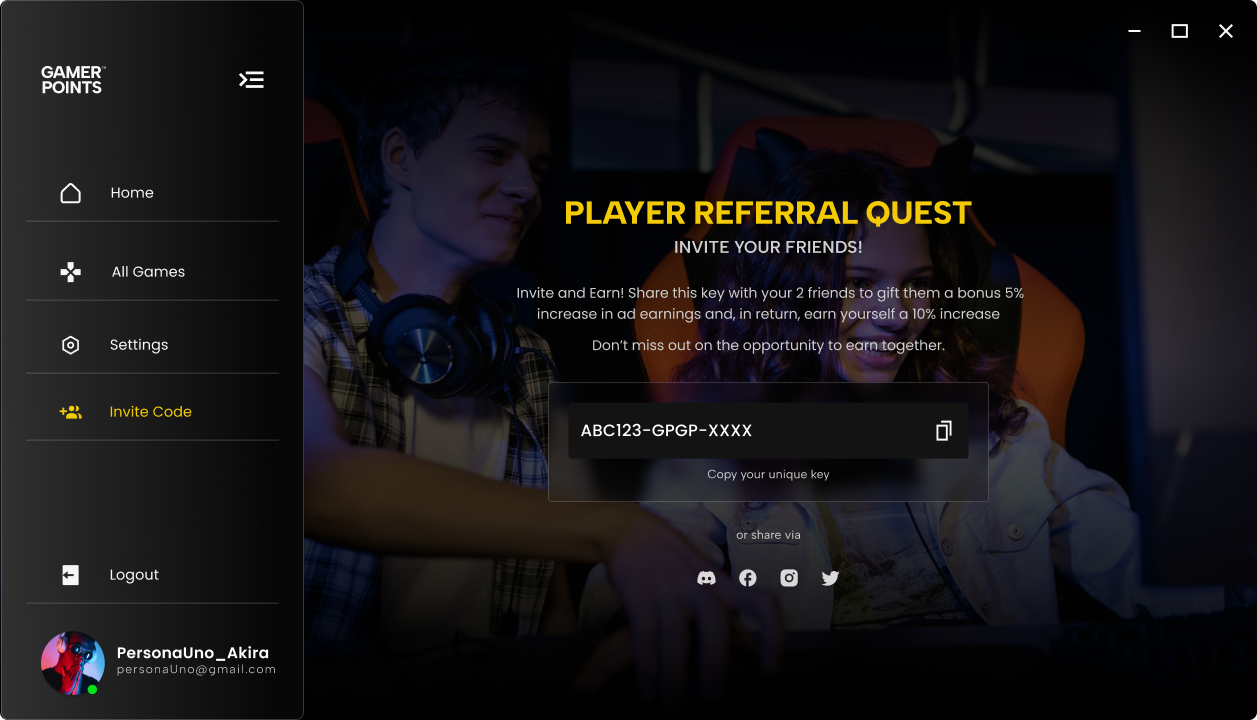 GAMER™
POINTS
Home
All Games
Settings
Invite Code
Logout
PersonaUno_Akira
personaUno@gmail.com
PLAYER REFERRAL QUEST
INVITE YOUR FRIENDS!
Invite and Earn! Share this key with your 2 friends to gift them a bonus 5%
increase in ad earnings and, in return, earn yourself a 10% increase
Don’t miss out on the opportunity to earn together.
ABC123-GPGP-XXXX
Copy your unique key
or share via